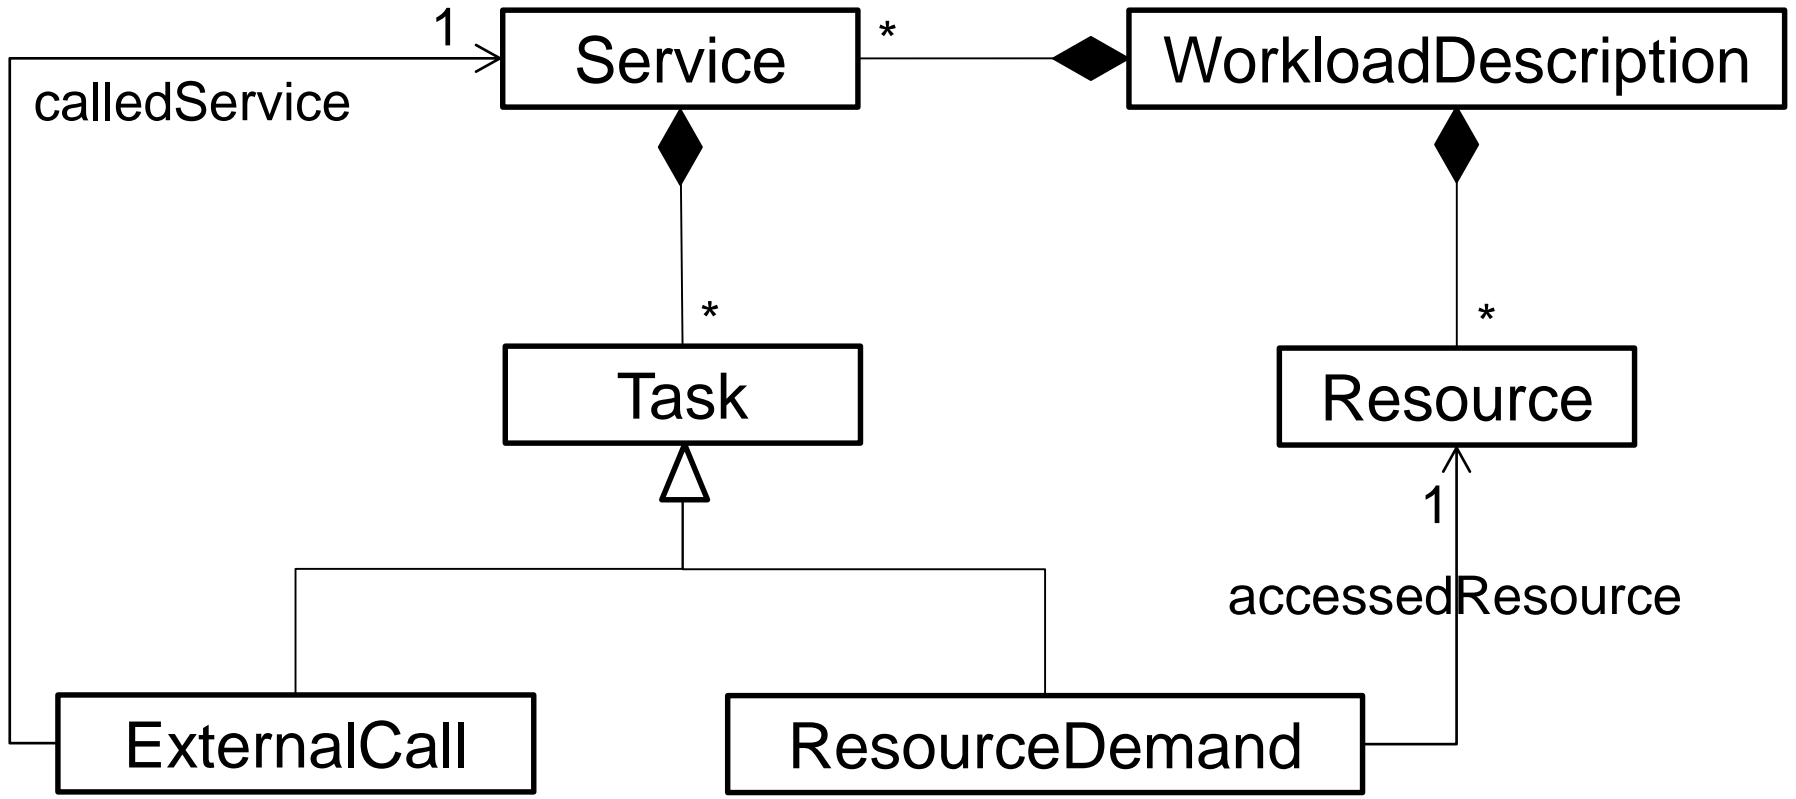 1
Service
*
WorkloadDescription
calledService
*
*
Task
Resource
1
accessedResource
ExternalCall
ResourceDemand